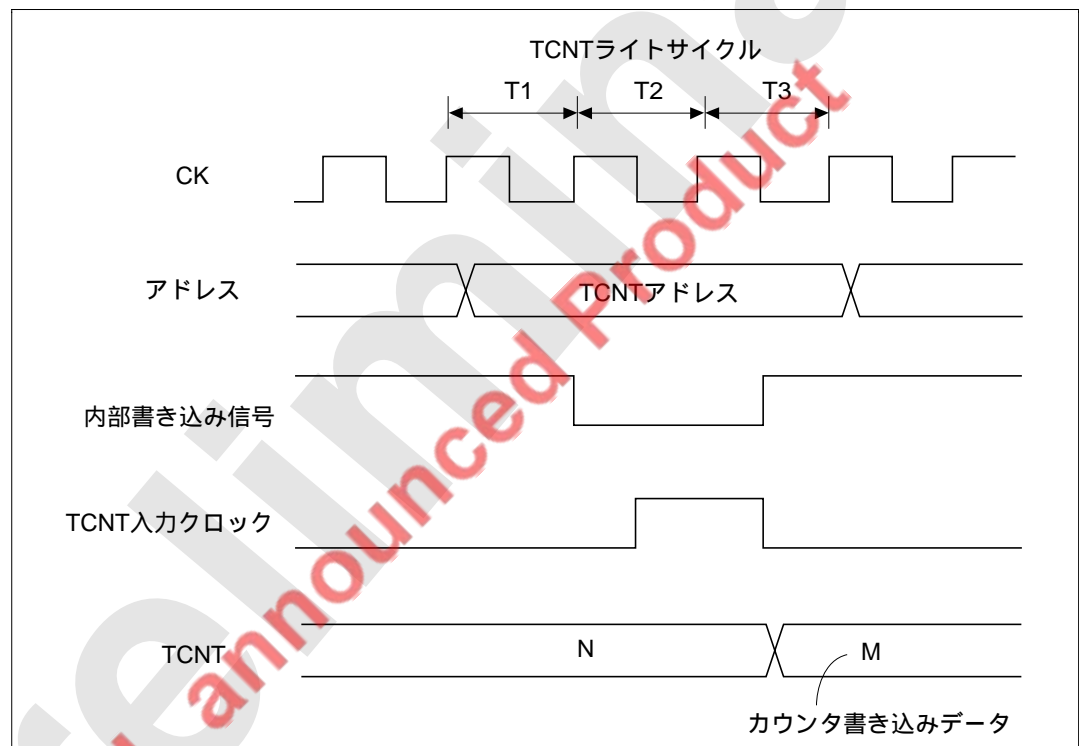 TCNTライトサイクル
T1 T2 T3
CK
アドレス
TCNTアドレス
内部書き込み信号
TCNT入力クロック
TCNT
N
M
カウンタ書き込みデータ
announced Product